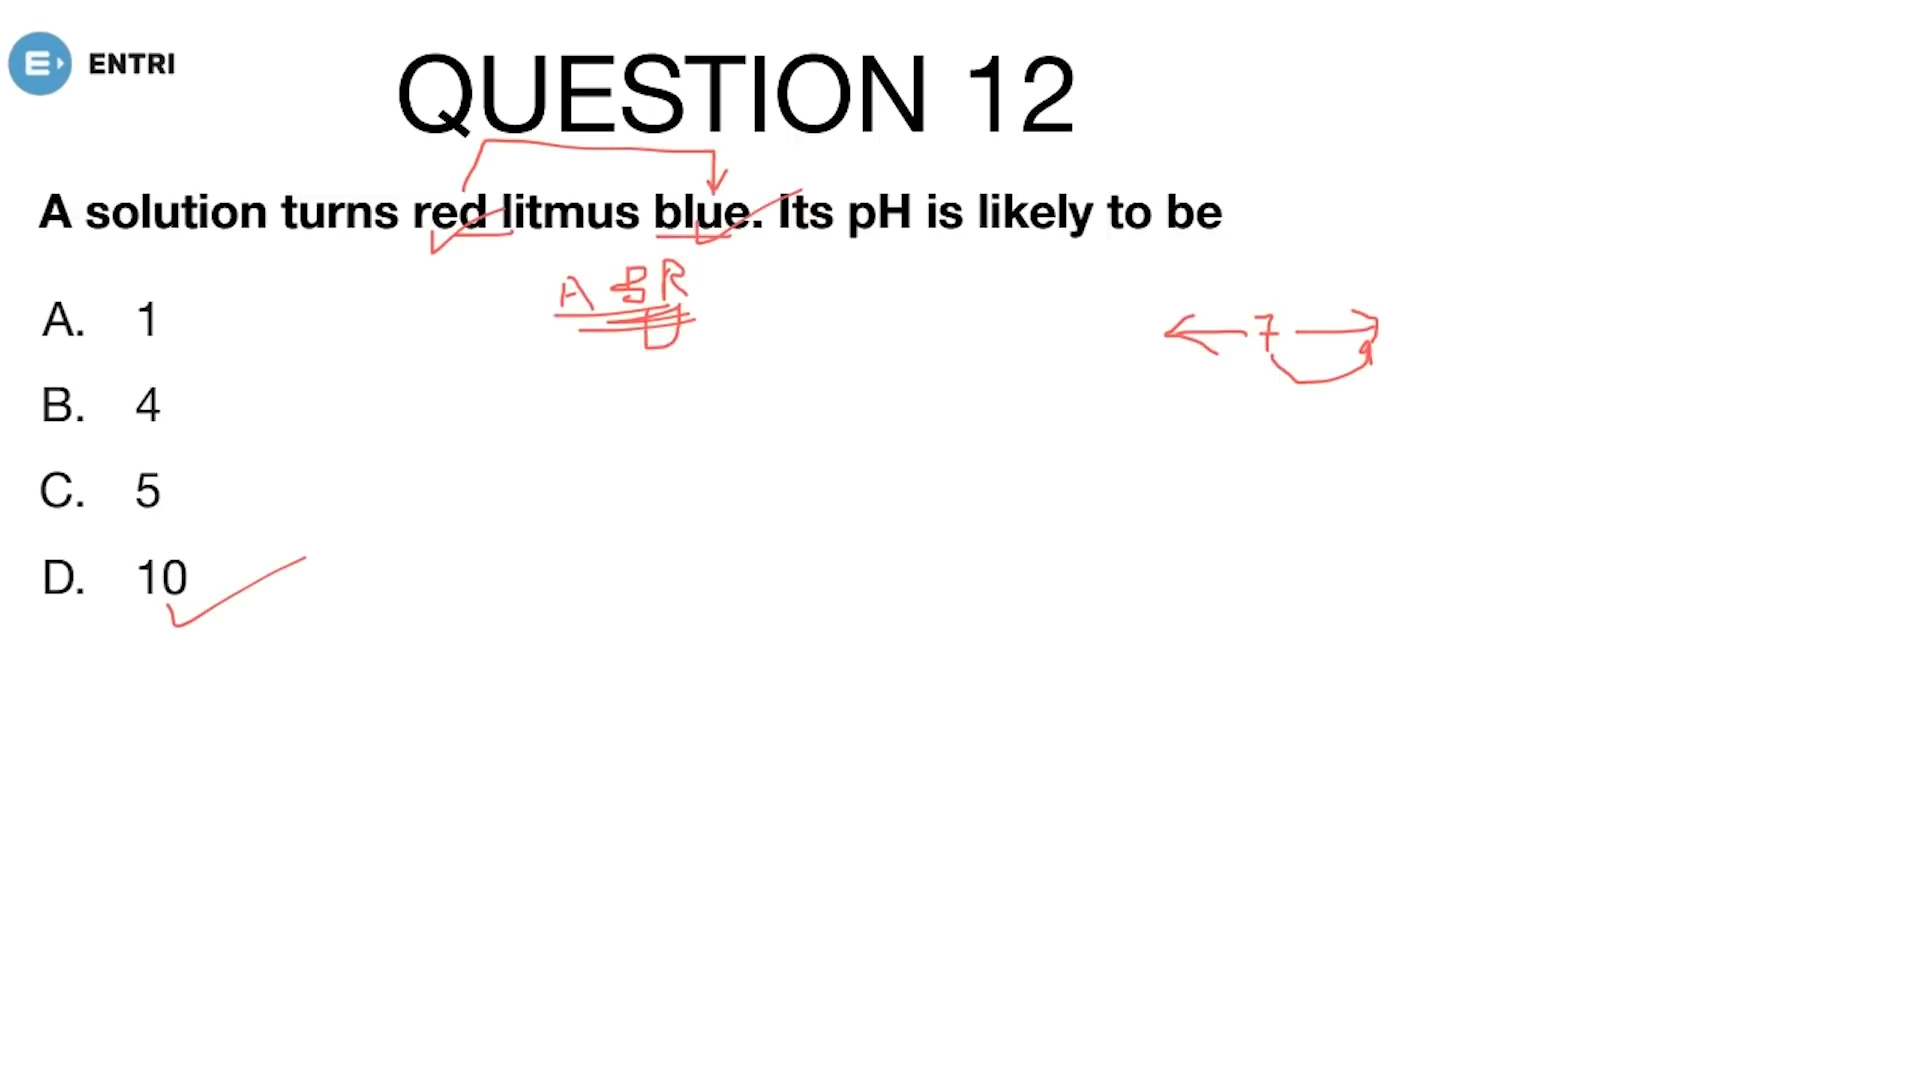 ENTRI
QUESTION 12
A solution turns red litmus blue. Its pH is likely to be
A B R
7
A. 1
B. 4
C. 5
D. 10